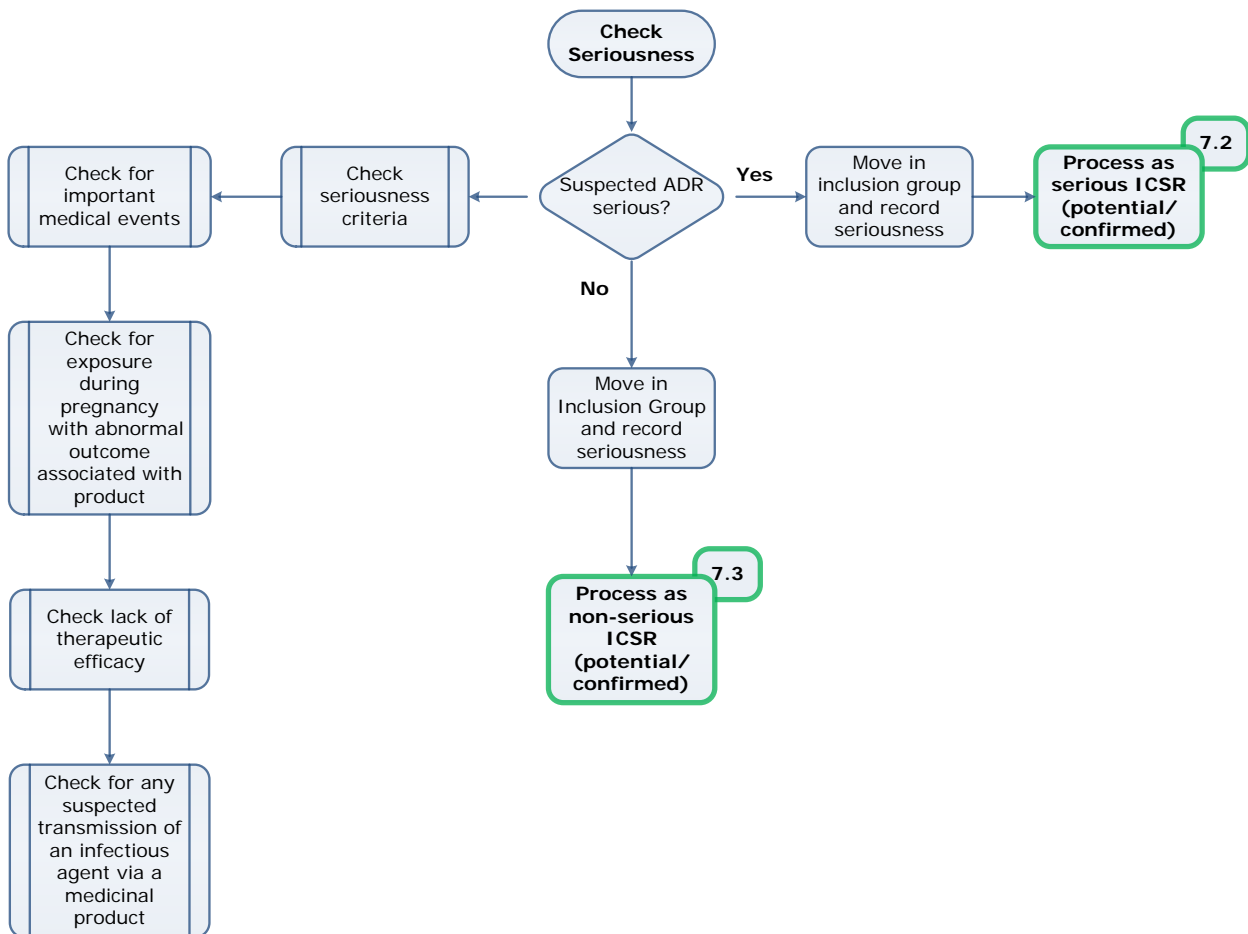 Check
Seriousness
Suspected ADR
serious?
Yes
Move in
inclusion group
and record
seriousness
7.2
Process as
serious ICSR
(potential/
confirmed)
Check
seriousness
criteria
Check for
important
medical events
Check for
exposure
during
pregnancy
with abnormal
outcome
associated with
product
Check lack of
therapeutic
efficacy
Check for any
suspected
transmission of
an infectious
agent via a
medicinal
product
No
Move in
Inclusion Group
and record
seriousness
7.3
Process as
non-serious
ICSR
(potential/
confirmed)